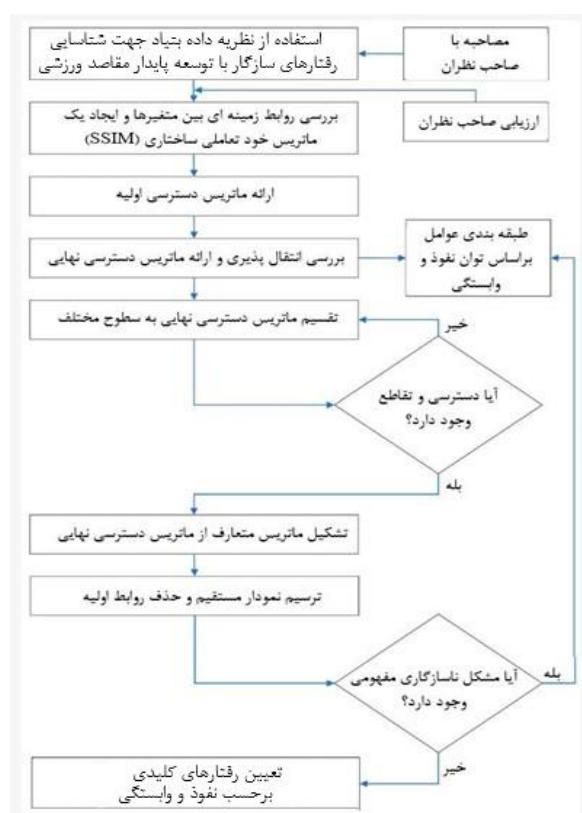 استفاده از نظریه داده بنیاد جهت شناسایی
رفتارهای سازگار با توسعه پایدار مقاصد ورزشی
مصاحبه با
صاحب نظران
بررسی روابط زمینه ای بین متغیرها و ایجاد یک
ماتریس خود تعاملی ساختاری (SSIM)
ارزیابی صاحب نظران
ارائه ماتریس دسترسی اولیه
بررسی انتقال پذیری و ارائه ماتریس دسترسی نهایی
طبقه بندی عوامل
براساس توان نفوذ و
وابستگی
تقسیم ماتریس دسترسی نهایی به سطوح مختلف
خیر
آیا دسترسی و تقاطع
وجود دارد؟
بله
تشکیل ماتریس متعارف از ماتریس دسترسی نهایی
ترسیم نمودار مستقیم و حذف روابط اولیه
آیا مشکل ناسازگاری مفهومی
وجود دارد؟
بله
خیر
تعیین رفتارهای کلیدی
برحسب نفوذ و وابستگی